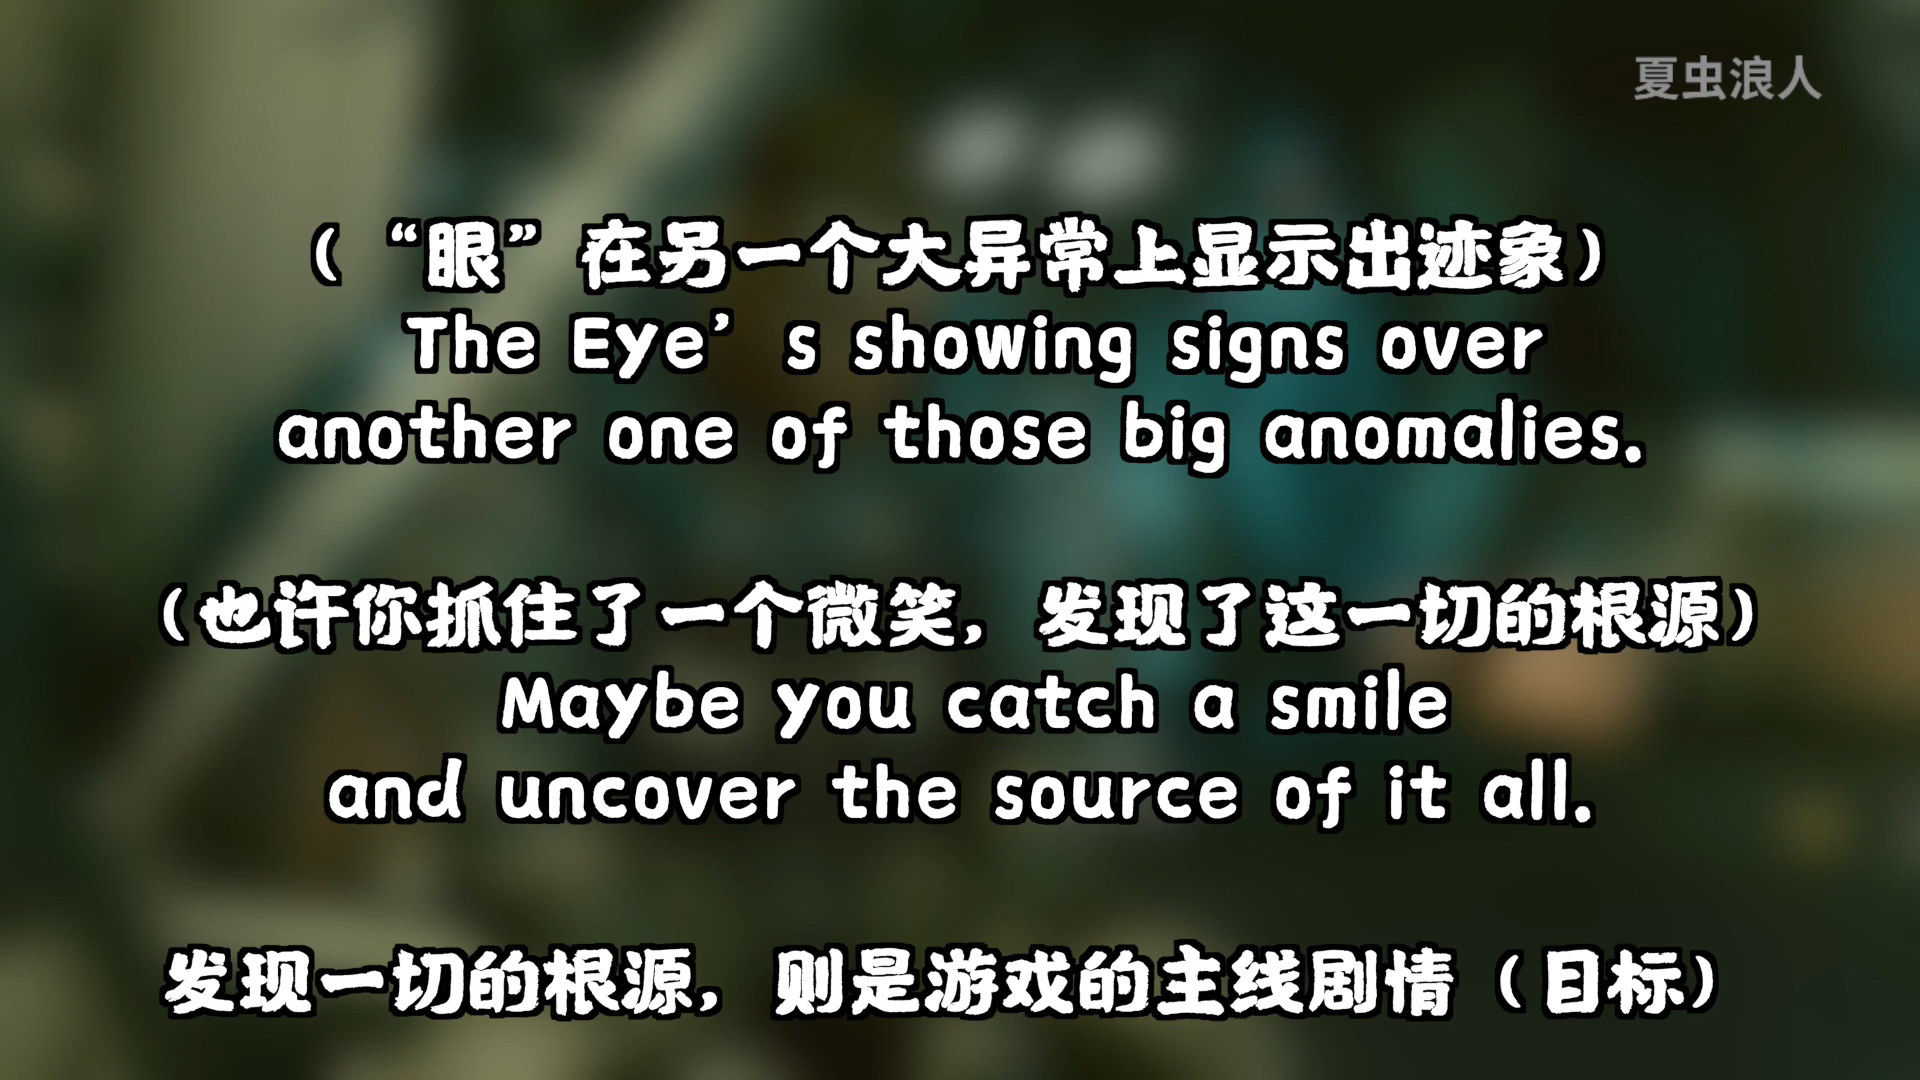 夏虫浪人
（“眼”在另一个大异常上显示出迹象）
The Eye’s showing signs over
another one of those big anomalies.
（也许你抓住了一个微笑，发现了这一切的根源）
Maybe you catch a smile
and uncover the source of it all.
发现一切的根源，则是游戏的主线剧情（目标）